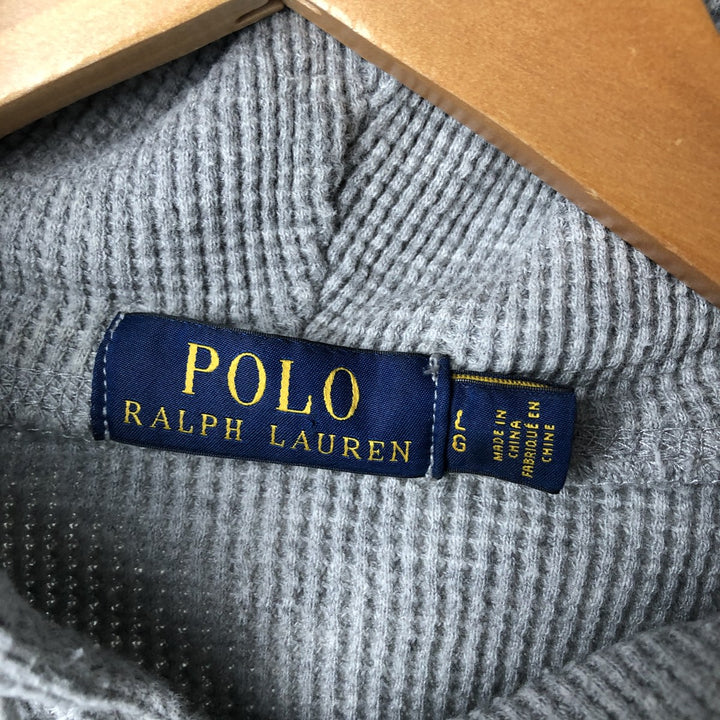 POLO
RALPH LAUREN
L
G
MADE IN
CHINA
FABRIQUÉ EN
CHINE